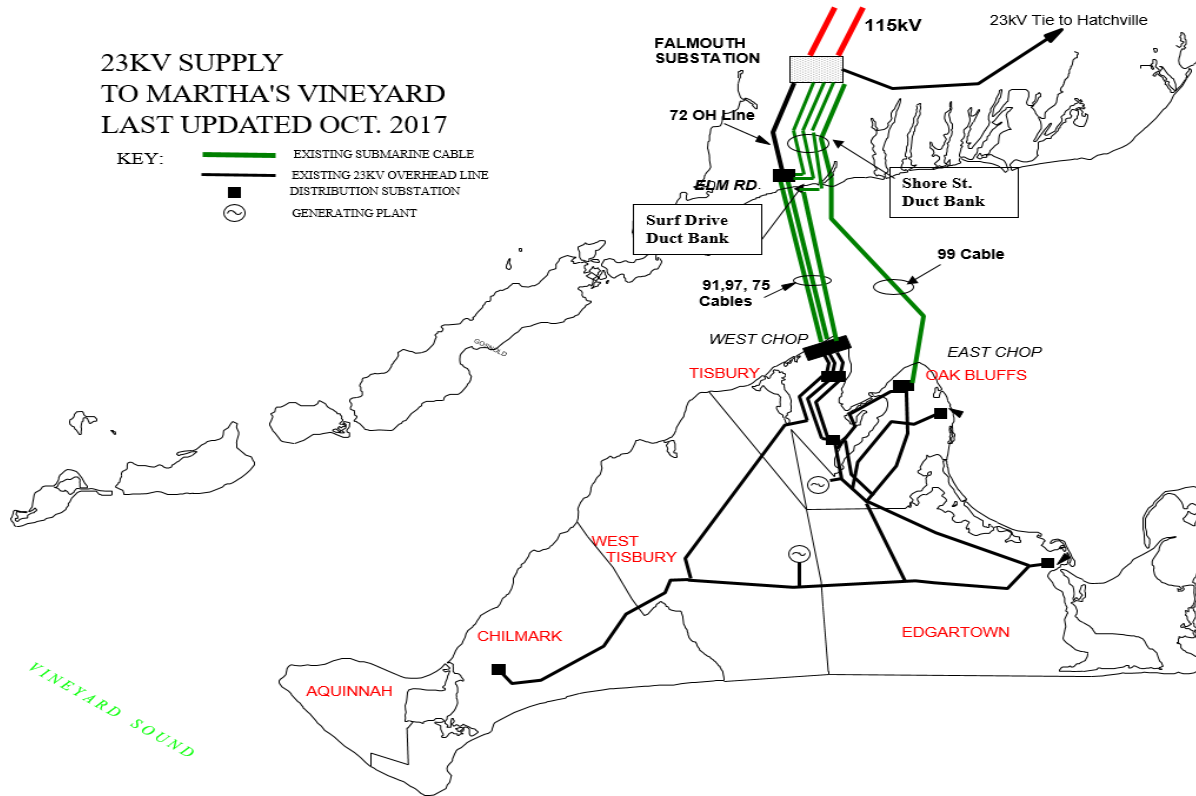 23KV SUPPLY
TO MARTHA'S VINEYARD
LAST UPDATED OCT. 2017
KEY:
EXISTING SUBMARINE CABLE
EXISTING 23KV OVERHEAD LINE
DISTRIBUTION SUBSTATION
GENERATING PLANT
115kV
23kV Tie to Hatchville
FALMOUTH
SUBSTATION
72 OH Line
ELM RD.
Shore St.
Duct Bank
Surf Drive
Duct Bank
99 Cable
91,97, 75
Cables
WEST CHOP
EAST CHOP
GOSNOLD
TISBURY
OAK BLUFFS
WEST
TISBURY
CHILMARK
EDGARTOWN
AQUINNAH
VINEYARD SOUND